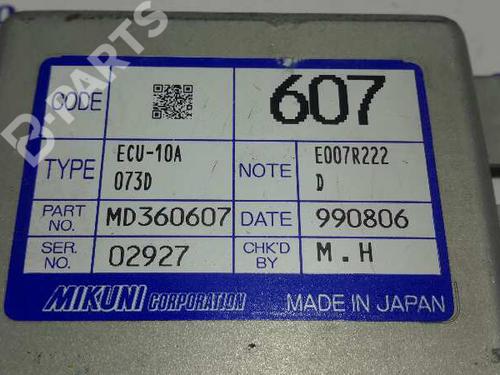 B-PARTS
CODE 607
TYPE ECU-10A 073D NOTE E007R222 D
PART NO. MD360607 DATE 990806
SER. NO. 02927 CHK'D BY M.H
MIKUNI CORPORATION MADE IN JAPAN